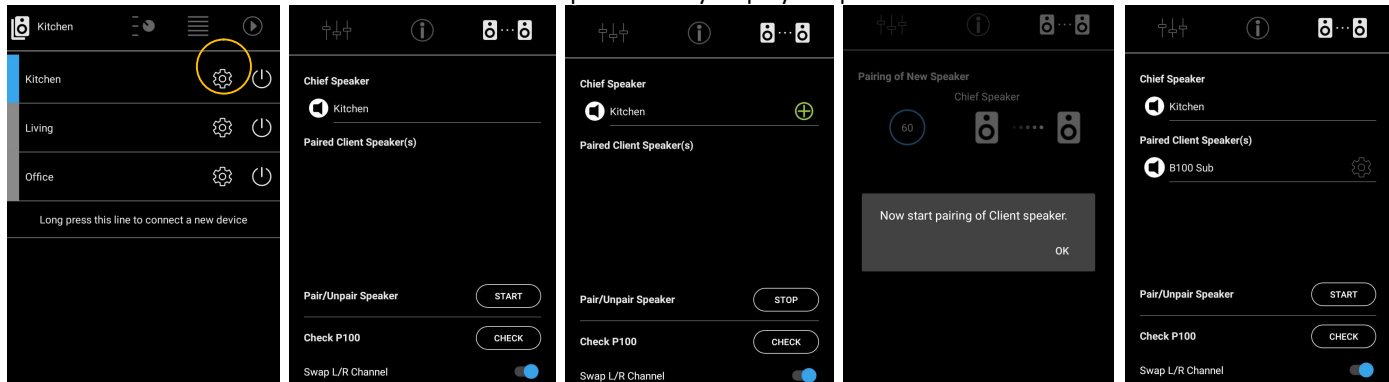 Kitchen
Kitchen
Living
Office
Long press this line to connect a new device
Chief Speaker
Kitchen
Paired Client Speaker(s)
Pair/Unpair Speaker START
Check P100 CHECK
Swap L/R Channel
Chief Speaker
Kitchen
Paired Client Speaker(s)
Pair/Unpair Speaker STOP
Check P100 CHECK
Swap L/R Channel
Pairing of New Speaker
Chief Speaker
60
Now start pairing of Client speaker.
OK
Chief Speaker
Kitchen
Paired Client Speaker(s)
B100 Sub
Pair/Unpair Speaker START
Check P100 CHECK
Swap L/R Channel